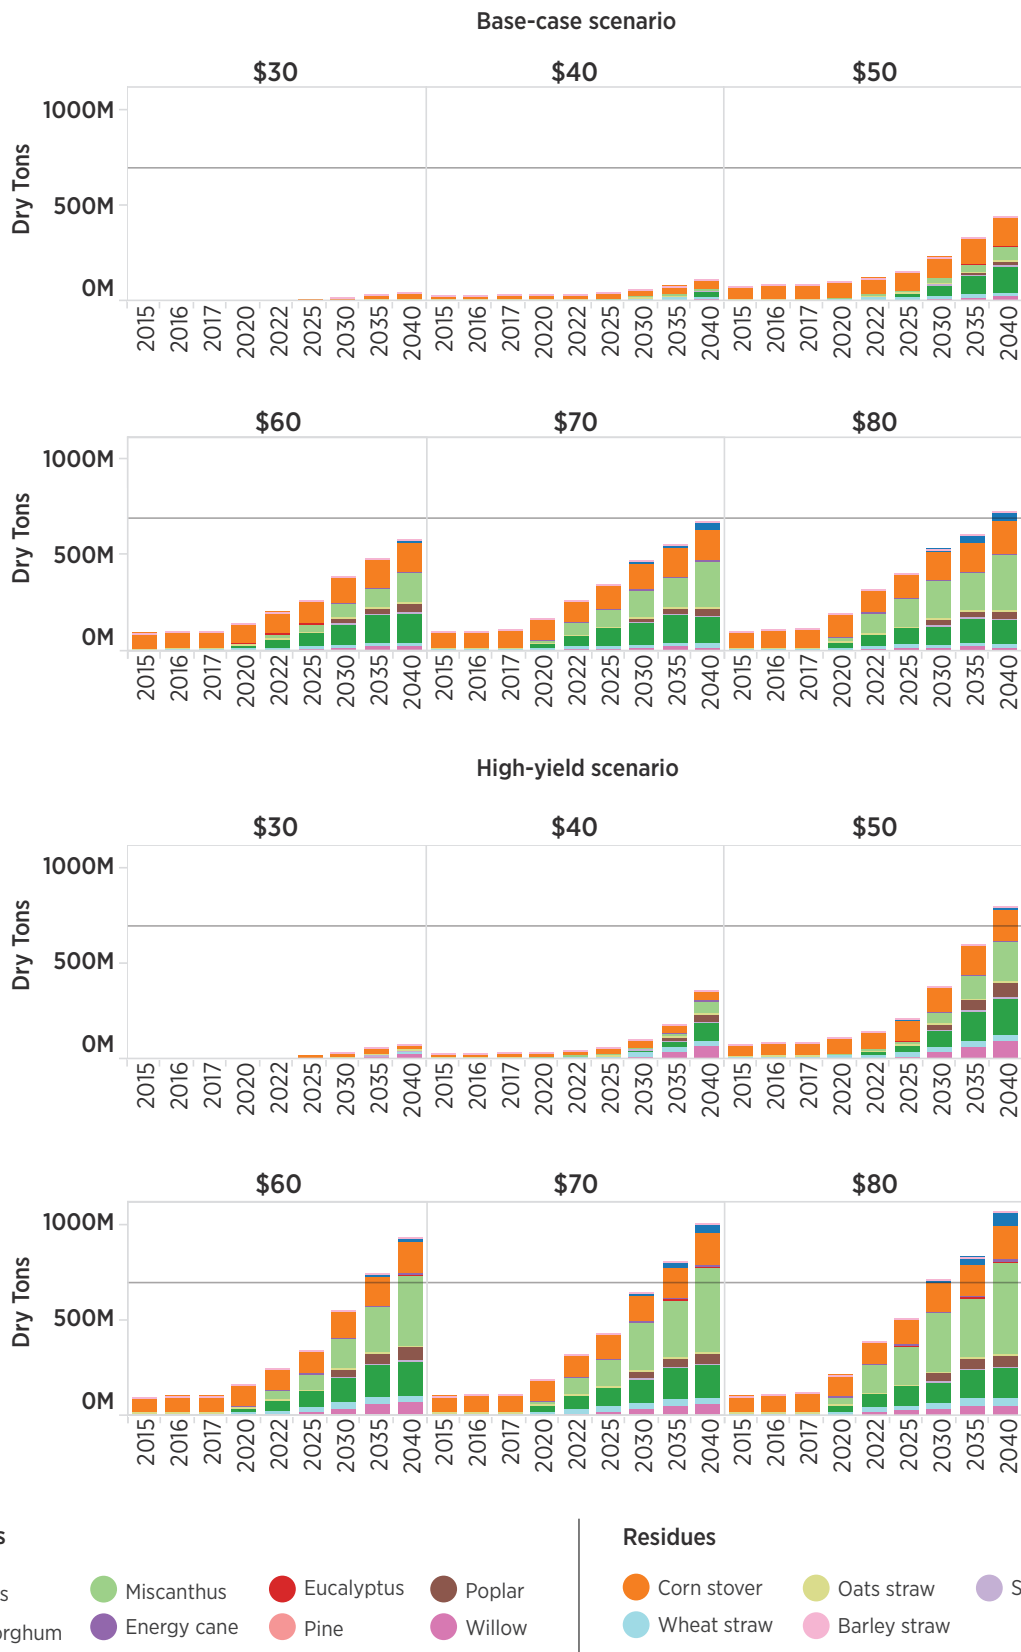 Base-case scenario
$30 $40 $50
1000M
500M
0M
Dry Tons
2015 2016 2017 2020 2022 2025 2030 2035 2040 2015 2016 2017 2020 2022 2025 2030 2035 2040 2015 2016 2017 2020 2022 2025 2030 2035 2040
$60 $70 $80
1000M
500M
0M
Dry Tons
2015 2016 2017 2020 2022 2025 2030 2035 2040 2015 2016 2017 2020 2022 2025 2030 2035 2040 2015 2016 2017 2020 2022 2025 2030 2035 2040
High-yield scenario
$30 $40 $50
1000M
500M
0M
Dry Tons
2015 2016 2017 2020 2022 2025 2030 2035 2040 2015 2016 2017 2020 2022 2025 2030 2035 2040 2015 2016 2017 2020 2022 2025 2030 2035 2040
$60 $70 $80
1000M
500M
0M
Dry Tons
2015 2016 2017 2020 2022 2025 2030 2035 2040 2015 2016 2017 2020 2022 2025 2030 2035 2040 2015 2016 2017 2020 2022 2025 2030 2035 2040
s
s Miscanthus Eucalyptus Poplar
rghum Energy cane Pine Willow
Residues
Corn stover Oats straw S
Wheat straw Barley straw